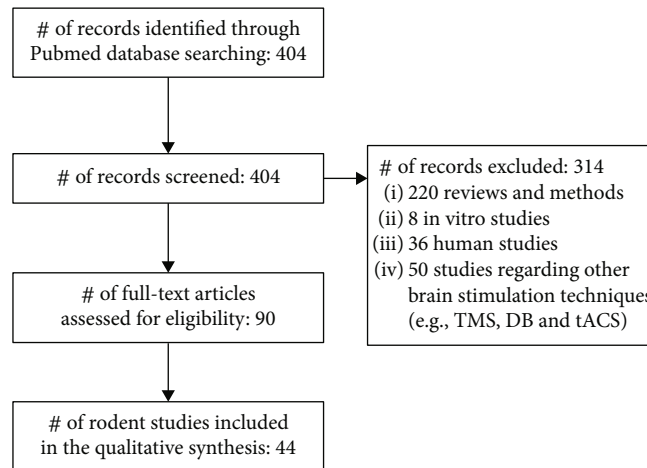 # of records identified through
Pubmed database searching: 404
# of records screened: 404
# of records excluded: 314
(i) 220 reviews and methods
(ii) 8 in vitro studies
(iii) 36 human studies
(iv) 50 studies regarding other
brain stimulation techniques
(e.g., TMS, DB and tACS)
# of full-text articles
assessed for eligibility: 90
# of rodent studies included
in the qualitative synthesis: 44